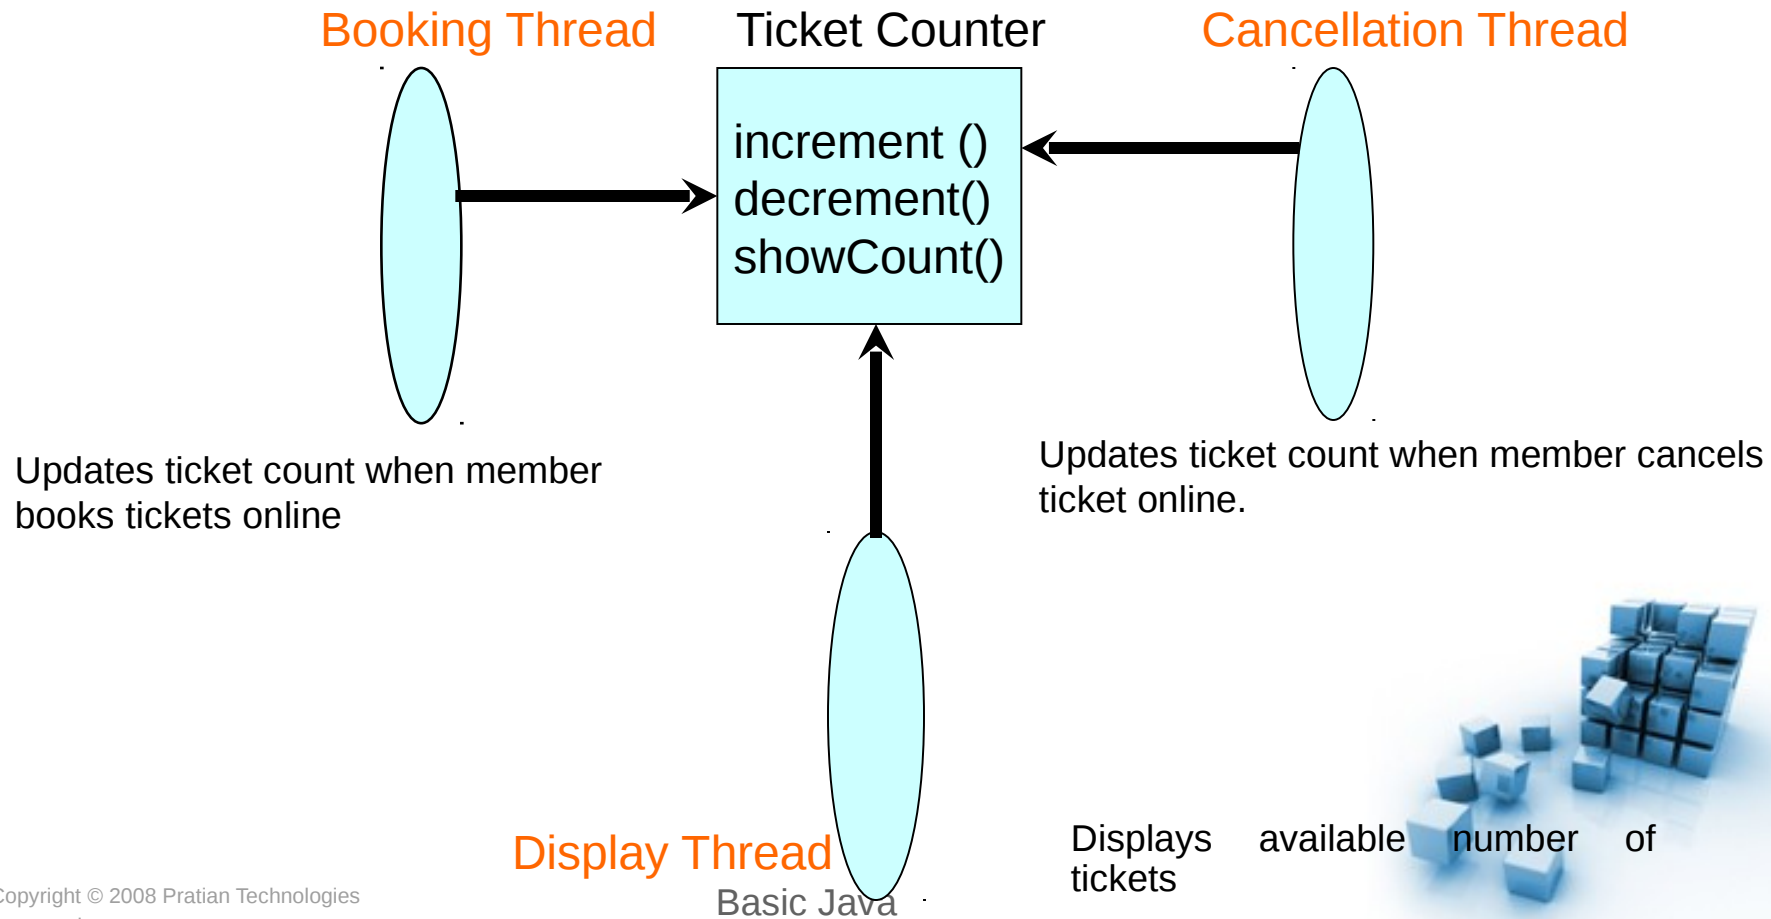 Booking Thread
Ticket Counter
Cancellation Thread
increment ()
decrement()
showCount()
Updates ticket count when member
books tickets online
Updates ticket count when member cancels
ticket online.
Display Thread
Displays available number of
tickets
Copyright © 2008 Pratian Technologies
Basic Java